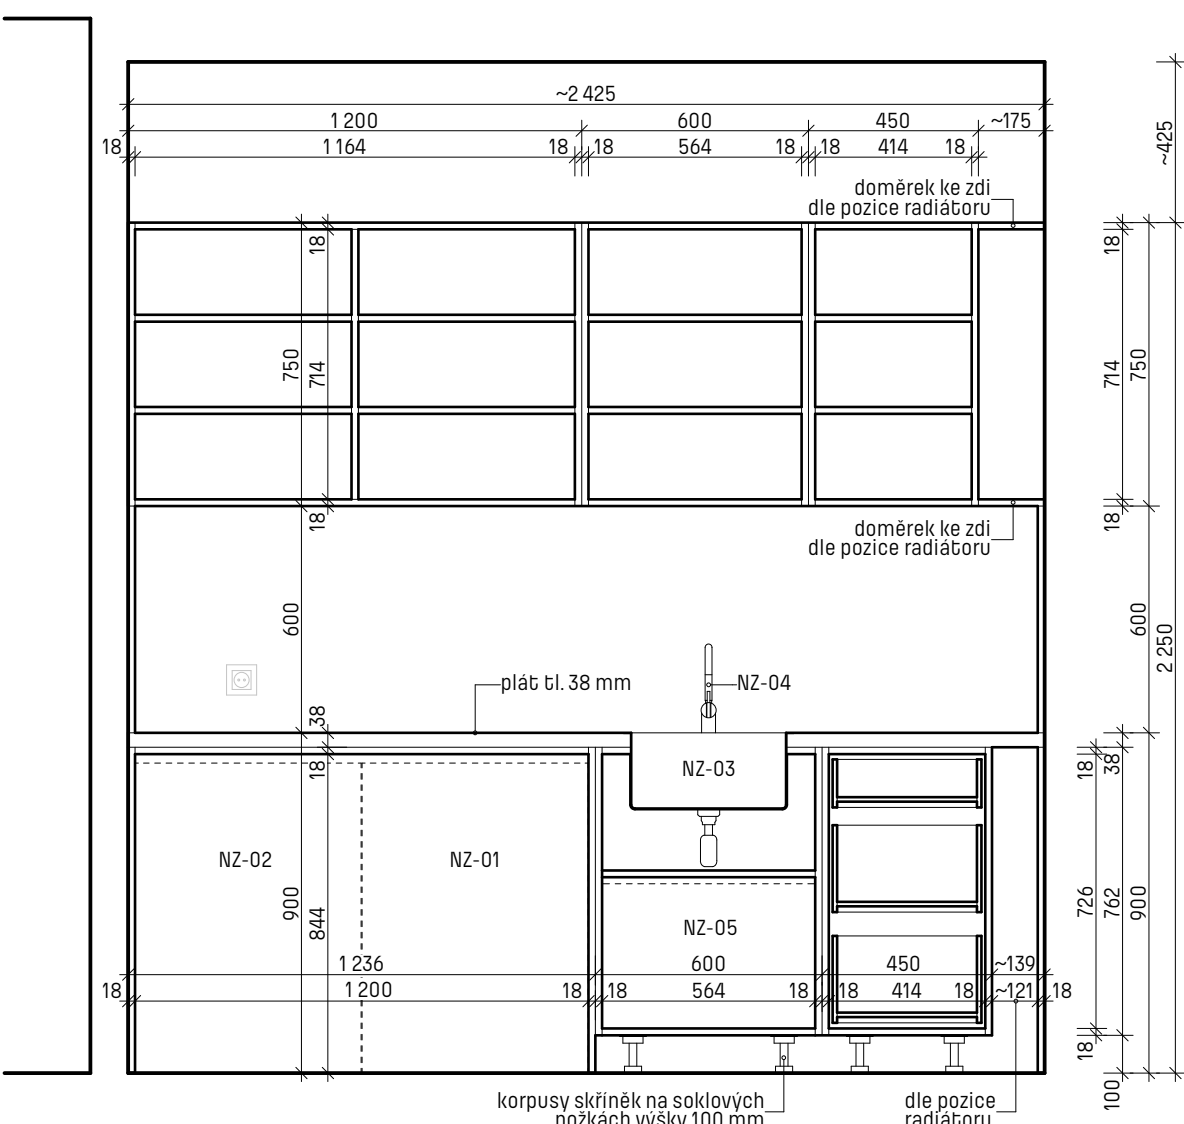 ~2 425
1 200 600 450 ~175
18 1 164 18 18 564 18 18 414 18
~425
doměrek ke zdi
dle pozice radiátoru
18 18
750 714 714 750
18 18
doměrek ke zdi
dle pozice radiátoru
600 600
2 250
plát tl. 38 mm
NZ-04
38
18 18 38
NZ-03
NZ-02 NZ-01
900 844 726 762 900
NZ-05
1 236 600 450 ~139
18 1 200 18 18 564 18 18 414 18 ~121 18
18
100
korpusy skříněk na soklových
nožkách výšky 100 mm
dle pozice
radiátoru